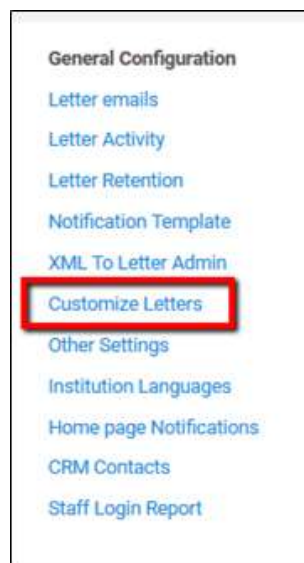 General Configuration
Letter emails
Letter Activity
Letter Retention
Notification Template
XML To Letter Admin
Customize Letters
Other Settings
Institution Languages
Home page Notifications
CRM Contacts
Staff Login Report